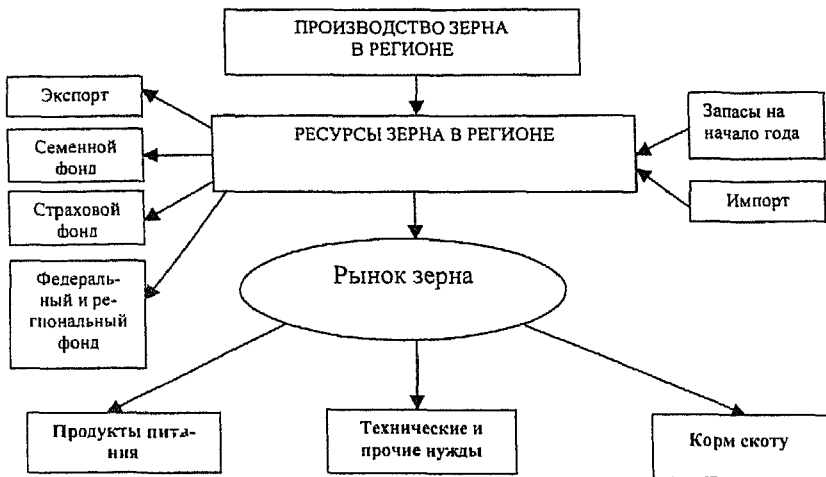 ПРОИЗВОДСТВО ЗЕРНА
В РЕГИОНЕ
Экспорт
Семенной
фонд
Страховой
фонд
Федераль-
ный и ре-
гиональный
фонд
РЕСУРСЫ ЗЕРНА В РЕГИОНЕ
Запасы на
начало года
Импорт
Рынок зерна
Продукты пита-
ния
Технические и
прочие нужды
Корм скоту